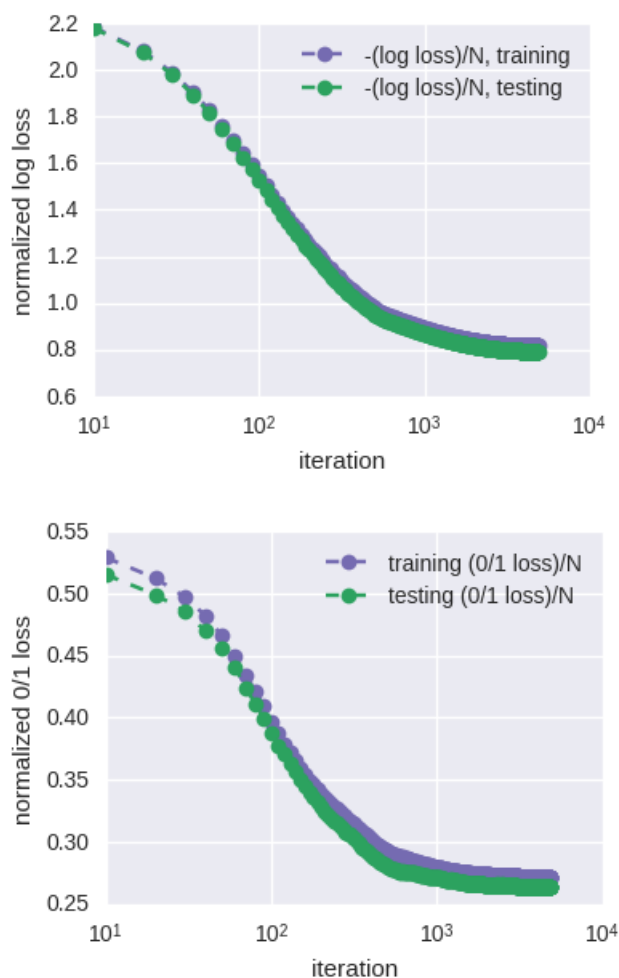 2.2
2.0
1.8
1.6
1.4
1.2
1.0
0.8
0.6
normalized log loss
-(log loss)/N, training
-(log loss)/N, testing
10¹ 10² 10³ 10⁴
iteration
0.55
0.50
0.45
0.40
0.35
0.30
0.25
normalized 0/1 loss
training (0/1 loss)/N
testing (0/1 loss)/N
10¹ 10² 10³ 10⁴
iteration